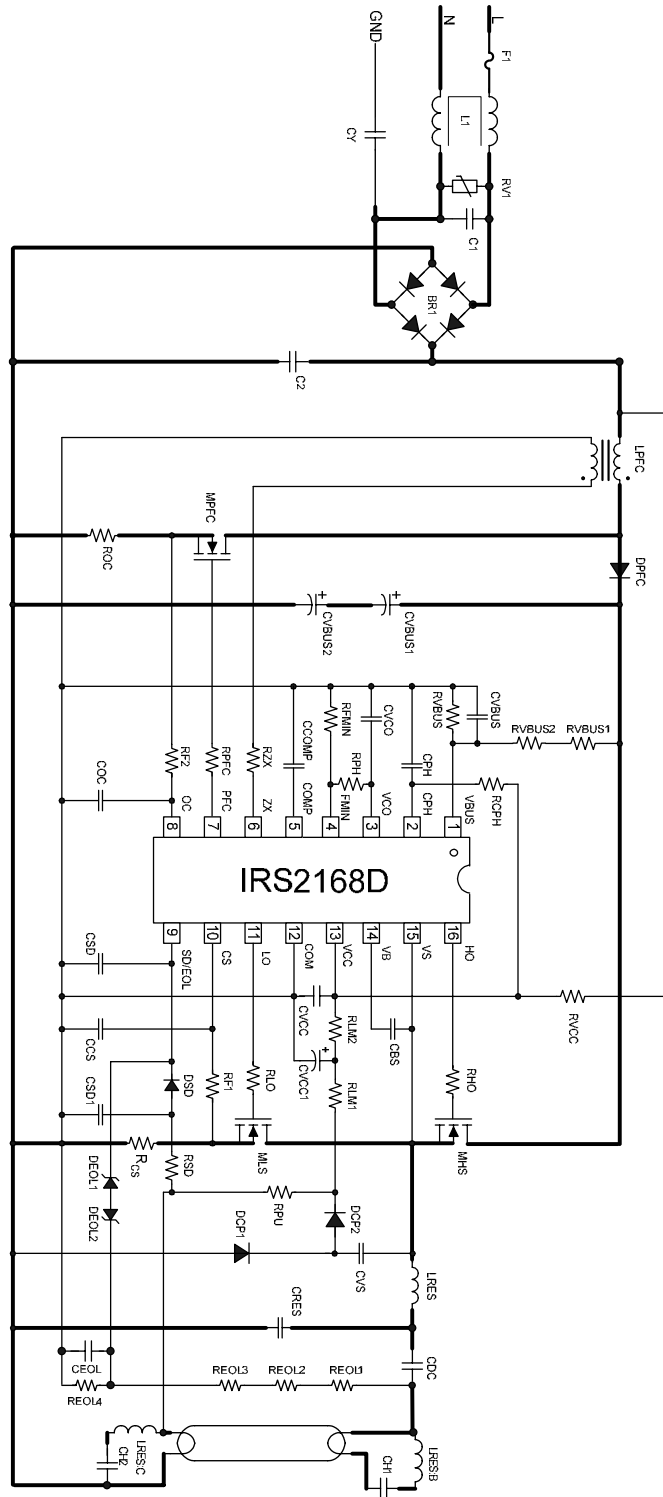 L
N
GND
F1
L1
CY
RV1
C1
BR1
C2
LPFC
MPFC
ROC
DPFC
CVBUS1
CVBUS2
RVBUS1
RVBUS2
CVBUS
RVBUS
RCPH
CPH
CVCO
RPH
RFMIN
CCOMP
RZX
RPFC
RF2
COC
VBUS
CPH
VCO
FMIN
COMP
ZX
PFC
OC
1
2
3
4
5
6
7
8
IRS2168D
16
15
14
13
12
11
10
9
HO
VS
VB
VCC
COM
LO
CS
SD/EOL
RVCC
CBS
CVCC
RLM2
CVCC1
RLM1
CSD
CCS
CSD1
DSD
RF1
RLO
RHO
MHS
MLS
RCS
RSD
DEOL1
DEOL2
RPU
DCP1
DCP2
CVS
LRES
CRES
CDC
CEOL
REOL4
REOL3
REOL2
REOL1
LRES:B
CH1
LRES:C
CH2